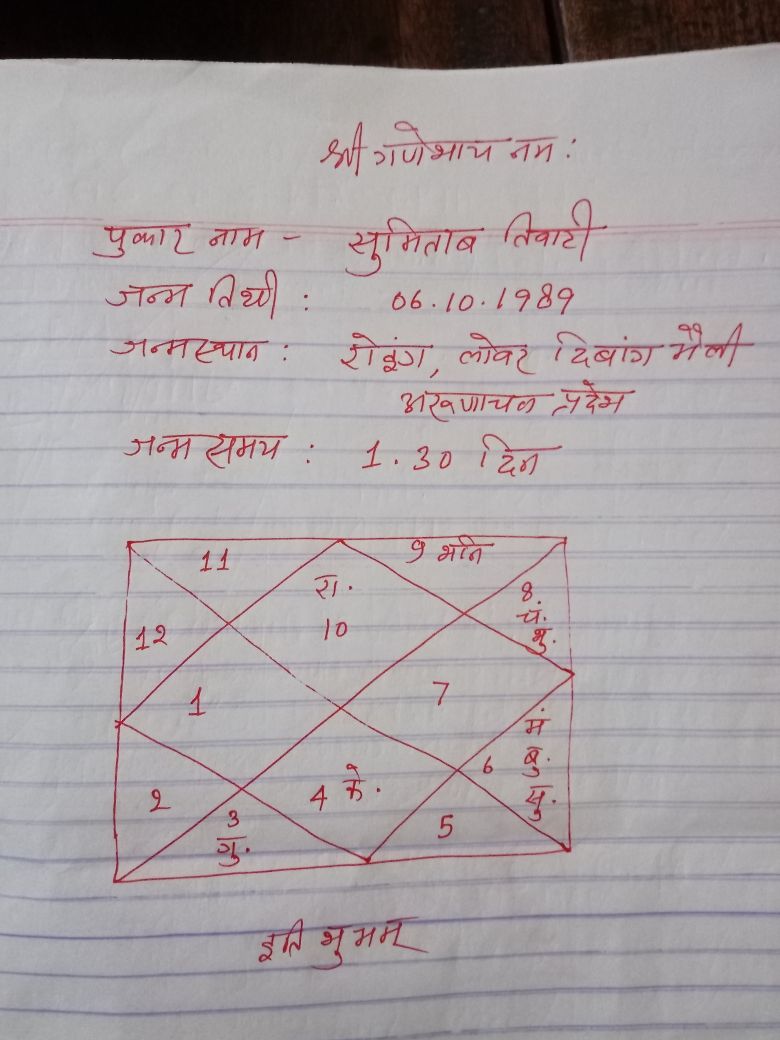 श्री गणेशाय नम:
पुकार नाम - सुमिताब तिवारी
जन्म तिथी : 06.10.1989
जन्मस्थान : रोइंग, लोवर दिबांग भैली
अरुणाचल प्रदेश
जन्म समय : 1.30 दिन
11
9 शनि
रा.
10
8.
चं.
शु.
12
1
7
मं
6 बु.
सु.
2
4 के.
3
गु.
5
इति शुभम्